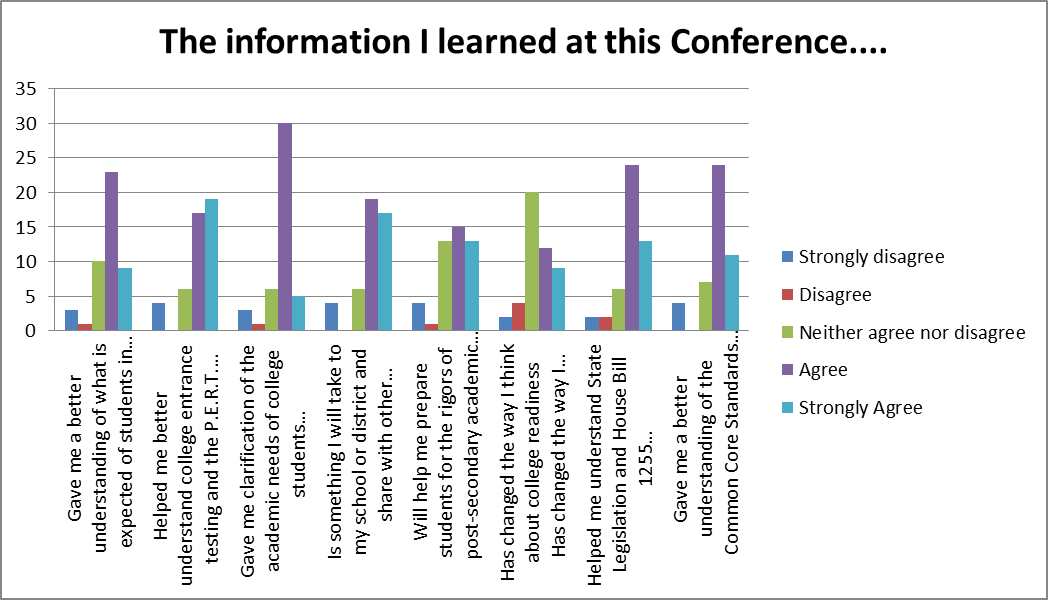 The information I learned at this Conference....
35
30
25
20
15
10
5
0
Gave me a better
understanding of what is
expected of students in...
Helped me better
understand college entrance
testing and the P.E.R.T....
Gave me clarification of the
academic needs of college
students...
Is something I will take to
my school or district and
share with other...
Will help me prepare
students for the rigors of
post-secondary academic...
Has changed the way I think
about college readiness
Has changed the way I...
Helped me understand State
Legislation and House Bill
1255...
Gave me a better
understanding of the
Common Core Standards...
Strongly disagree
Disagree
Neither agree nor disagree
Agree
Strongly Agree